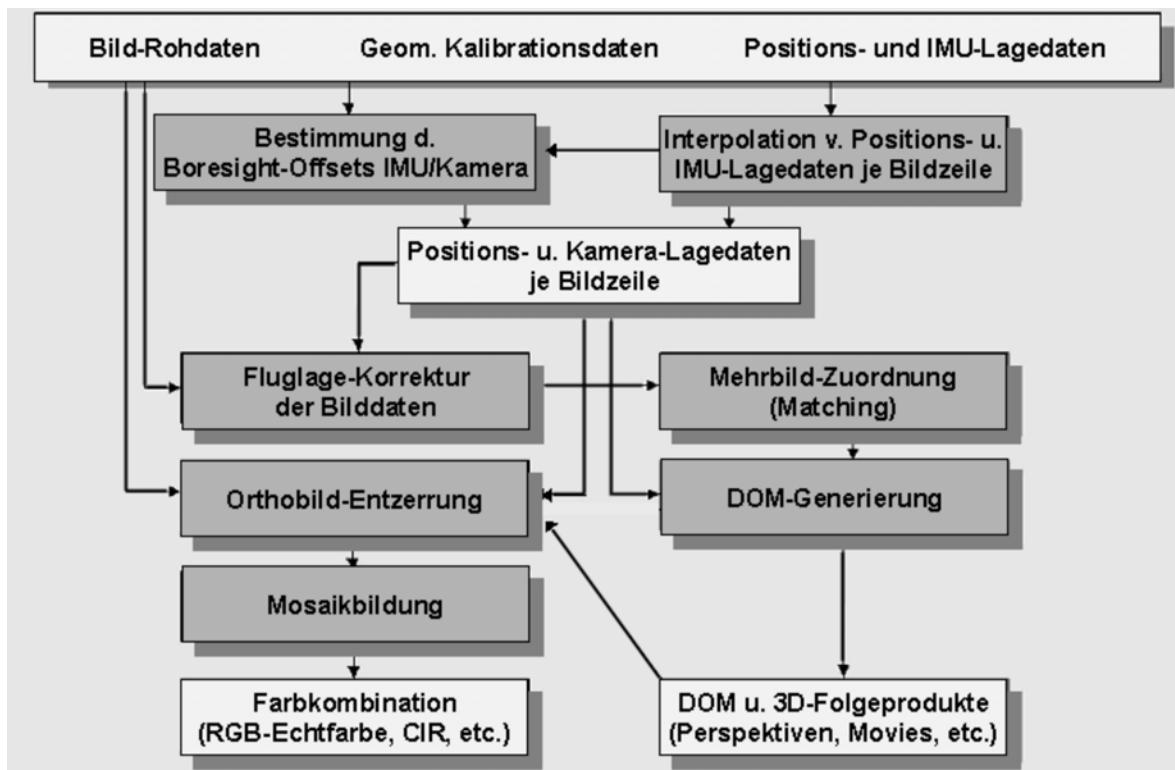 Bild-Rohdaten Geom. Kalibrationsdaten Positions- und IMU-Lagedaten
Bestimmung d.
Boresight-Offsets IMU/Kamera
Interpolation v. Positions- u.
IMU-Lagedaten je Bildzeile
Positions- u. Kamera-Lagedaten
je Bildzeile
Fluglage-Korrektur
der Bilddaten
Mehrbild-Zuordnung
(Matching)
Orthobild-Entzerrung
DOM-Generierung
Mosaikbildung
Farbkombination
(RGB-Echtfarbe, CIR, etc.)
DOM u. 3D-Folgeprodukte
(Perspektiven, Movies, etc.)